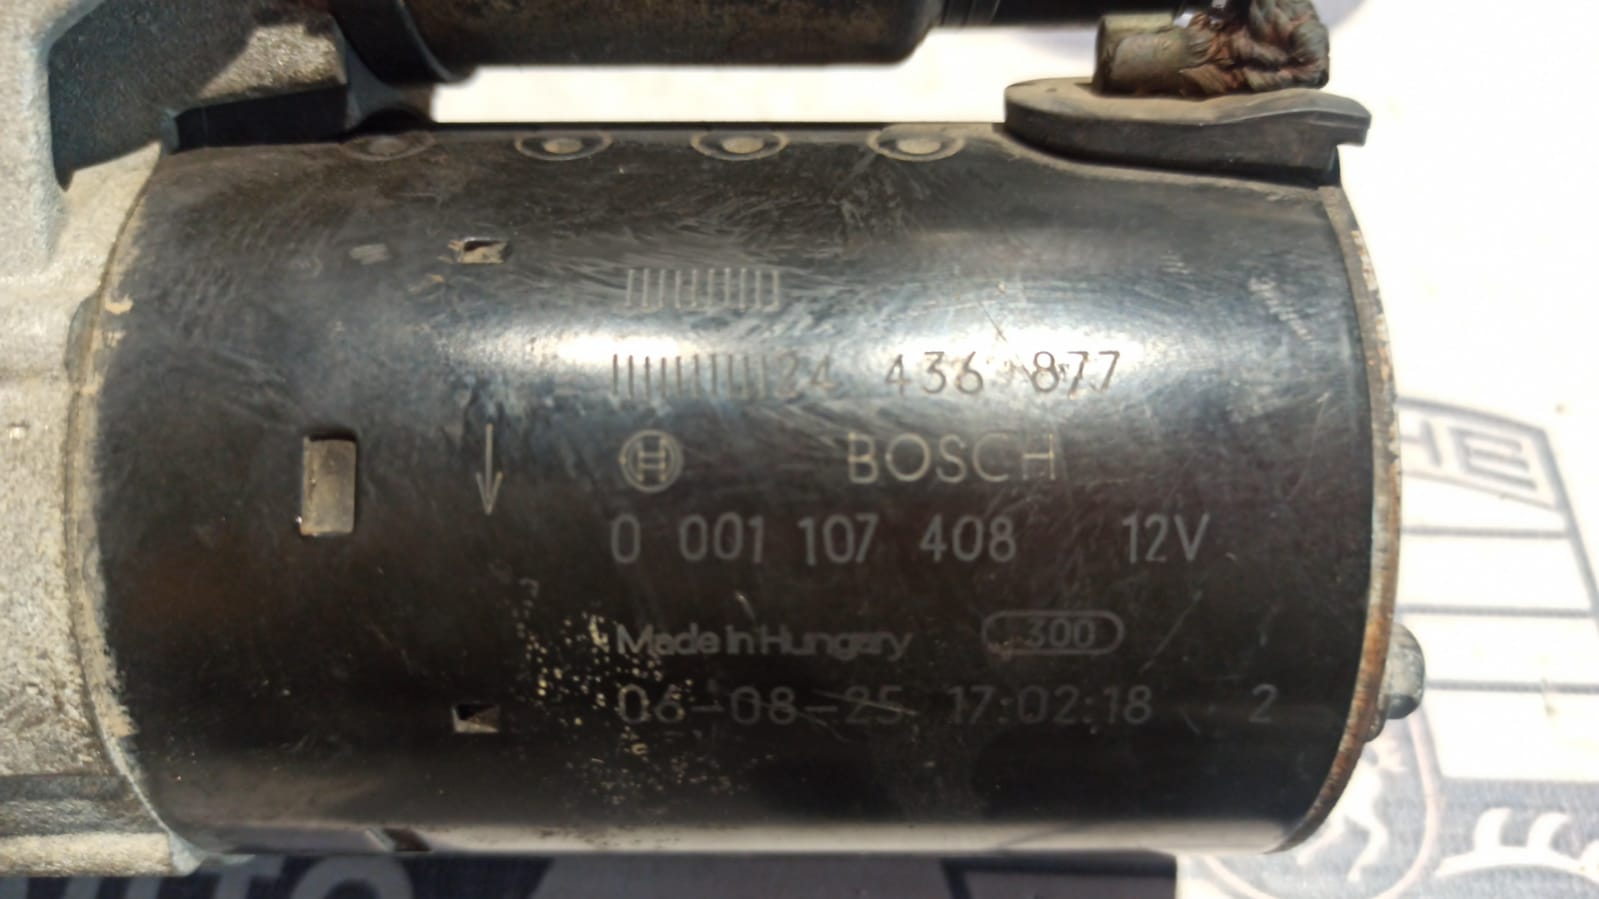 24 436 877
BOSCH
0 001 107 408 12V
Made in Hungary 300
06-08-25 17:02:18 2